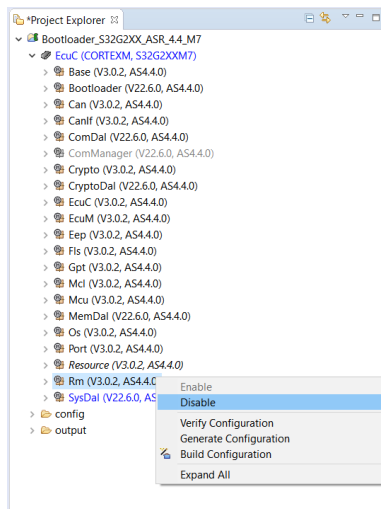 *Project Explorer
Bootloader_S32G2XX_ASR_4.4_M7
EcuC (CORTEXM, S32G2XXM7)
Base (V3.0.2, AS4.4.0)
Bootloader (V22.6.0, AS4.4.0)
Can (V3.0.2, AS4.4.0)
CanIf (V3.0.2, AS4.4.0)
ComDal (V22.6.0, AS4.4.0)
ComManager (V22.6.0, AS4.4.0)
Crypto (V3.0.2, AS4.4.0)
CryptoDal (V22.6.0, AS4.4.0)
EcuC (V3.0.2, AS4.4.0)
EcuM (V3.0.2, AS4.4.0)
Eep (V3.0.2, AS4.4.0)
Fls (V3.0.2, AS4.4.0)
Gpt (V3.0.2, AS4.4.0)
Mcl (V3.0.2, AS4.4.0)
Mcu (V3.0.2, AS4.4.0)
MemDal (V22.6.0, AS4.4.0)
Os (V3.0.2, AS4.4.0)
Port (V3.0.2, AS4.4.0)
Resource (V3.0.2, AS4.4.0)
Rm (V3.0.2, AS4.4.0
SysDal (V22.6.0, AS
config
output
Enable
Disable
Verify Configuration
Generate Configuration
Build Configuration
Expand All